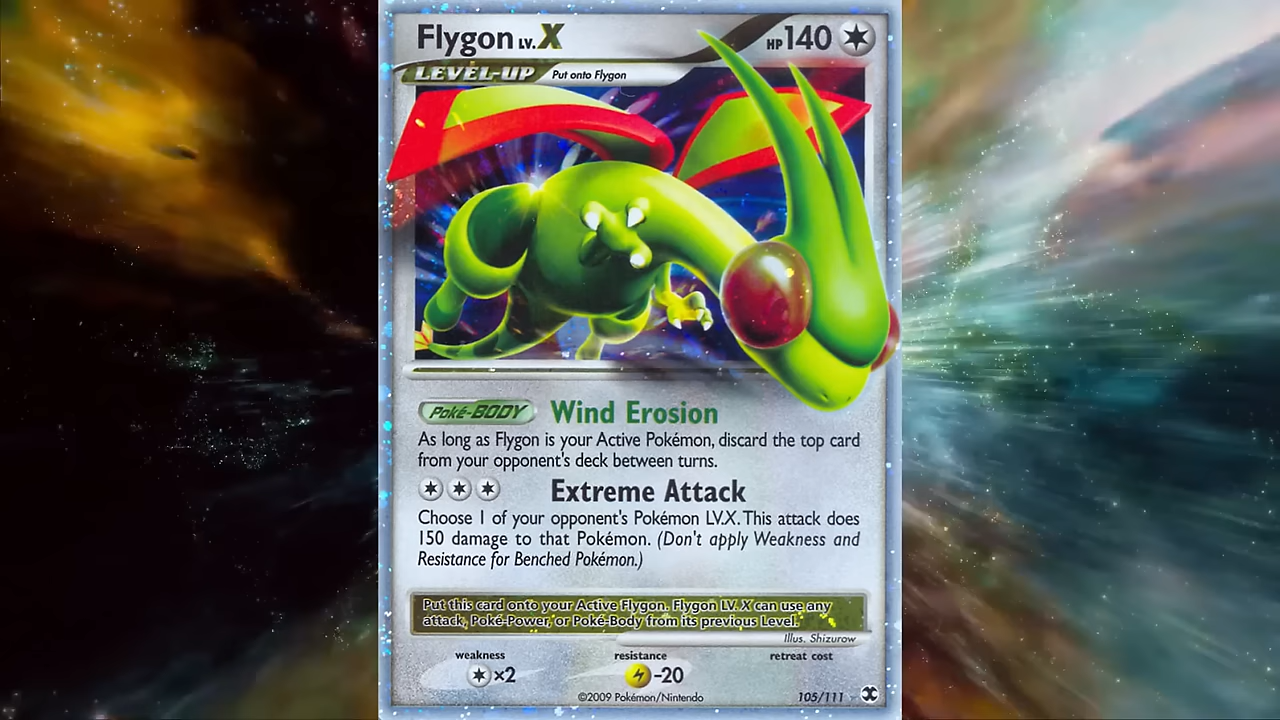 Flygon LV.X HP 140
LEVEL-UP Put onto Flygon
Poké-BODY Wind Erosion
As long as Flygon is your Active Pokémon, discard the top card
from your opponent's deck between turns.
Extreme Attack
Choose 1 of your opponent's Pokémon LV.X. This attack does
150 damage to that Pokémon. (Don't apply Weakness and
Resistance for Benched Pokémon.)
Put this card onto your Active Flygon. Flygon LV. X can use any
attack, Poké-Power, or Poké-Body from its previous Level.
Illus. Shizurow
weakness resistance retreat cost
×2 -20
©2009 Pokémon/Nintendo 105/111